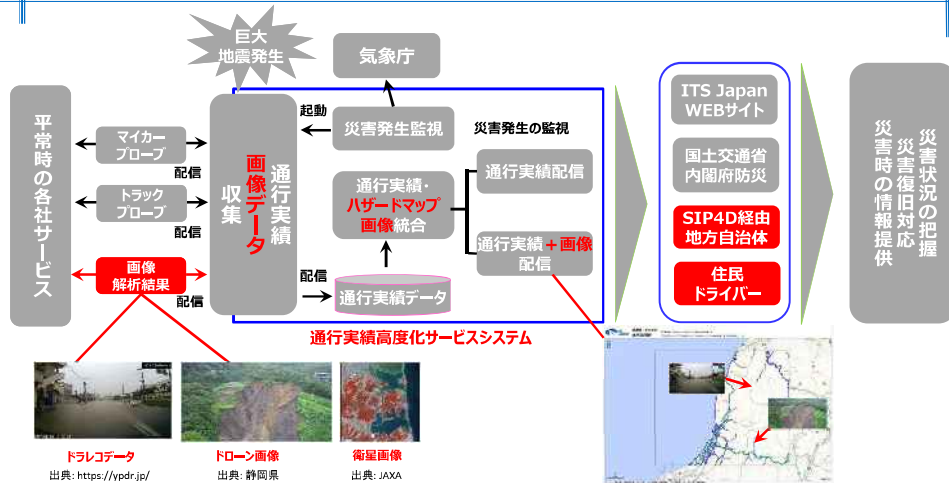 巨大
地震発生
気象庁
平常時の各社サービス
マイカー
プローブ
配信
トラック
プローブ
配信
画像
解析結果
配信
通行実績
画像データ
収集
起動
災害発生監視
災害発生の監視
通行実績・
ハザードマップ
画像統合
通行実績配信
通行実績+画像
配信
配信
通行実績データ
通行実績高度化サービスシステム
ITS Japan
WEBサイト
国土交通省
内閣府防災
SIP4D経由
地方自治体
住民
ドライバー
災害状況の把握
災害復旧対応
災害時の情報提供
ドラレコデータ
出典: https://ypdr.jp/
ドローン画像
出典: 静岡県
衛星画像
出典: JAXA